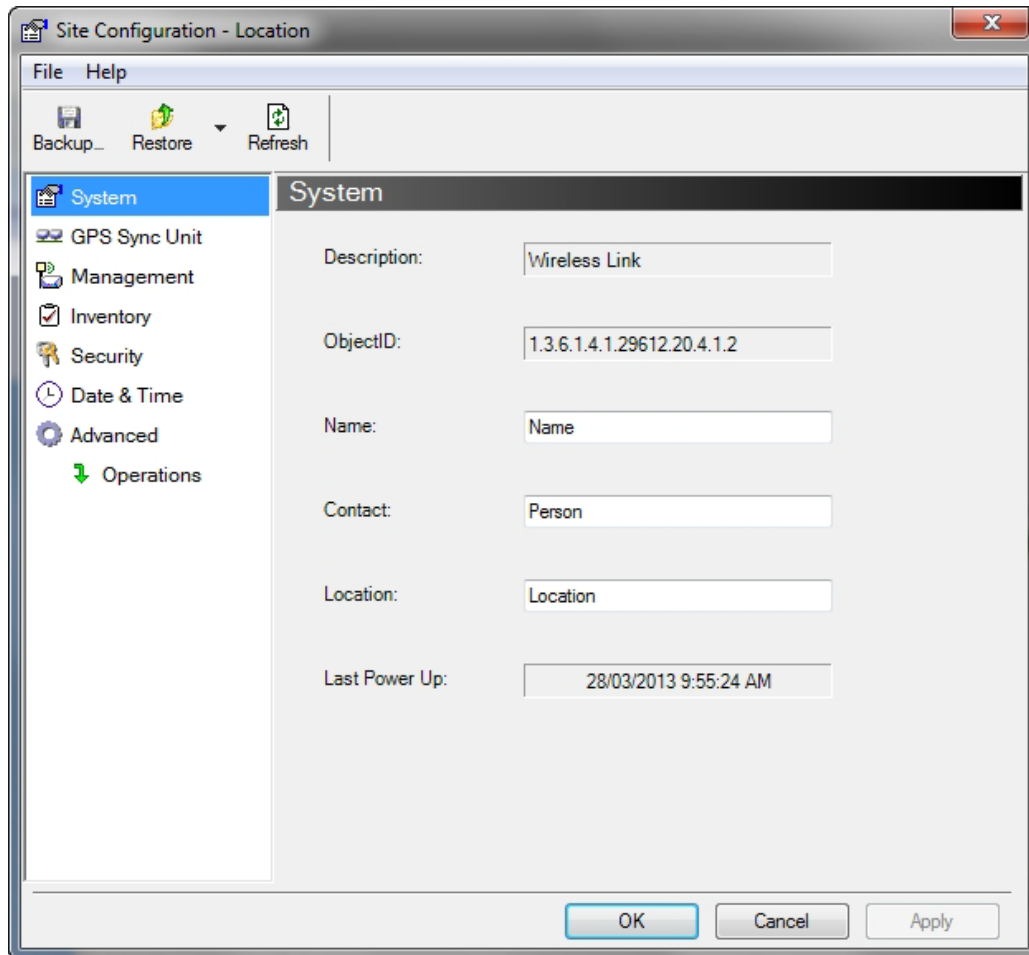 Site Configuration - Location
File Help
Backup... Restore Refresh
System
GPS Sync Unit
Management
Inventory
Security
Date & Time
Advanced
Operations
System
Description: Wireless Link
ObjectID: 1.3.6.1.4.1.29612.20.4.1.2
Name: Name
Contact: Person
Location: Location
Last Power Up: 28/03/2013 9:55:24 AM
OK Cancel Apply